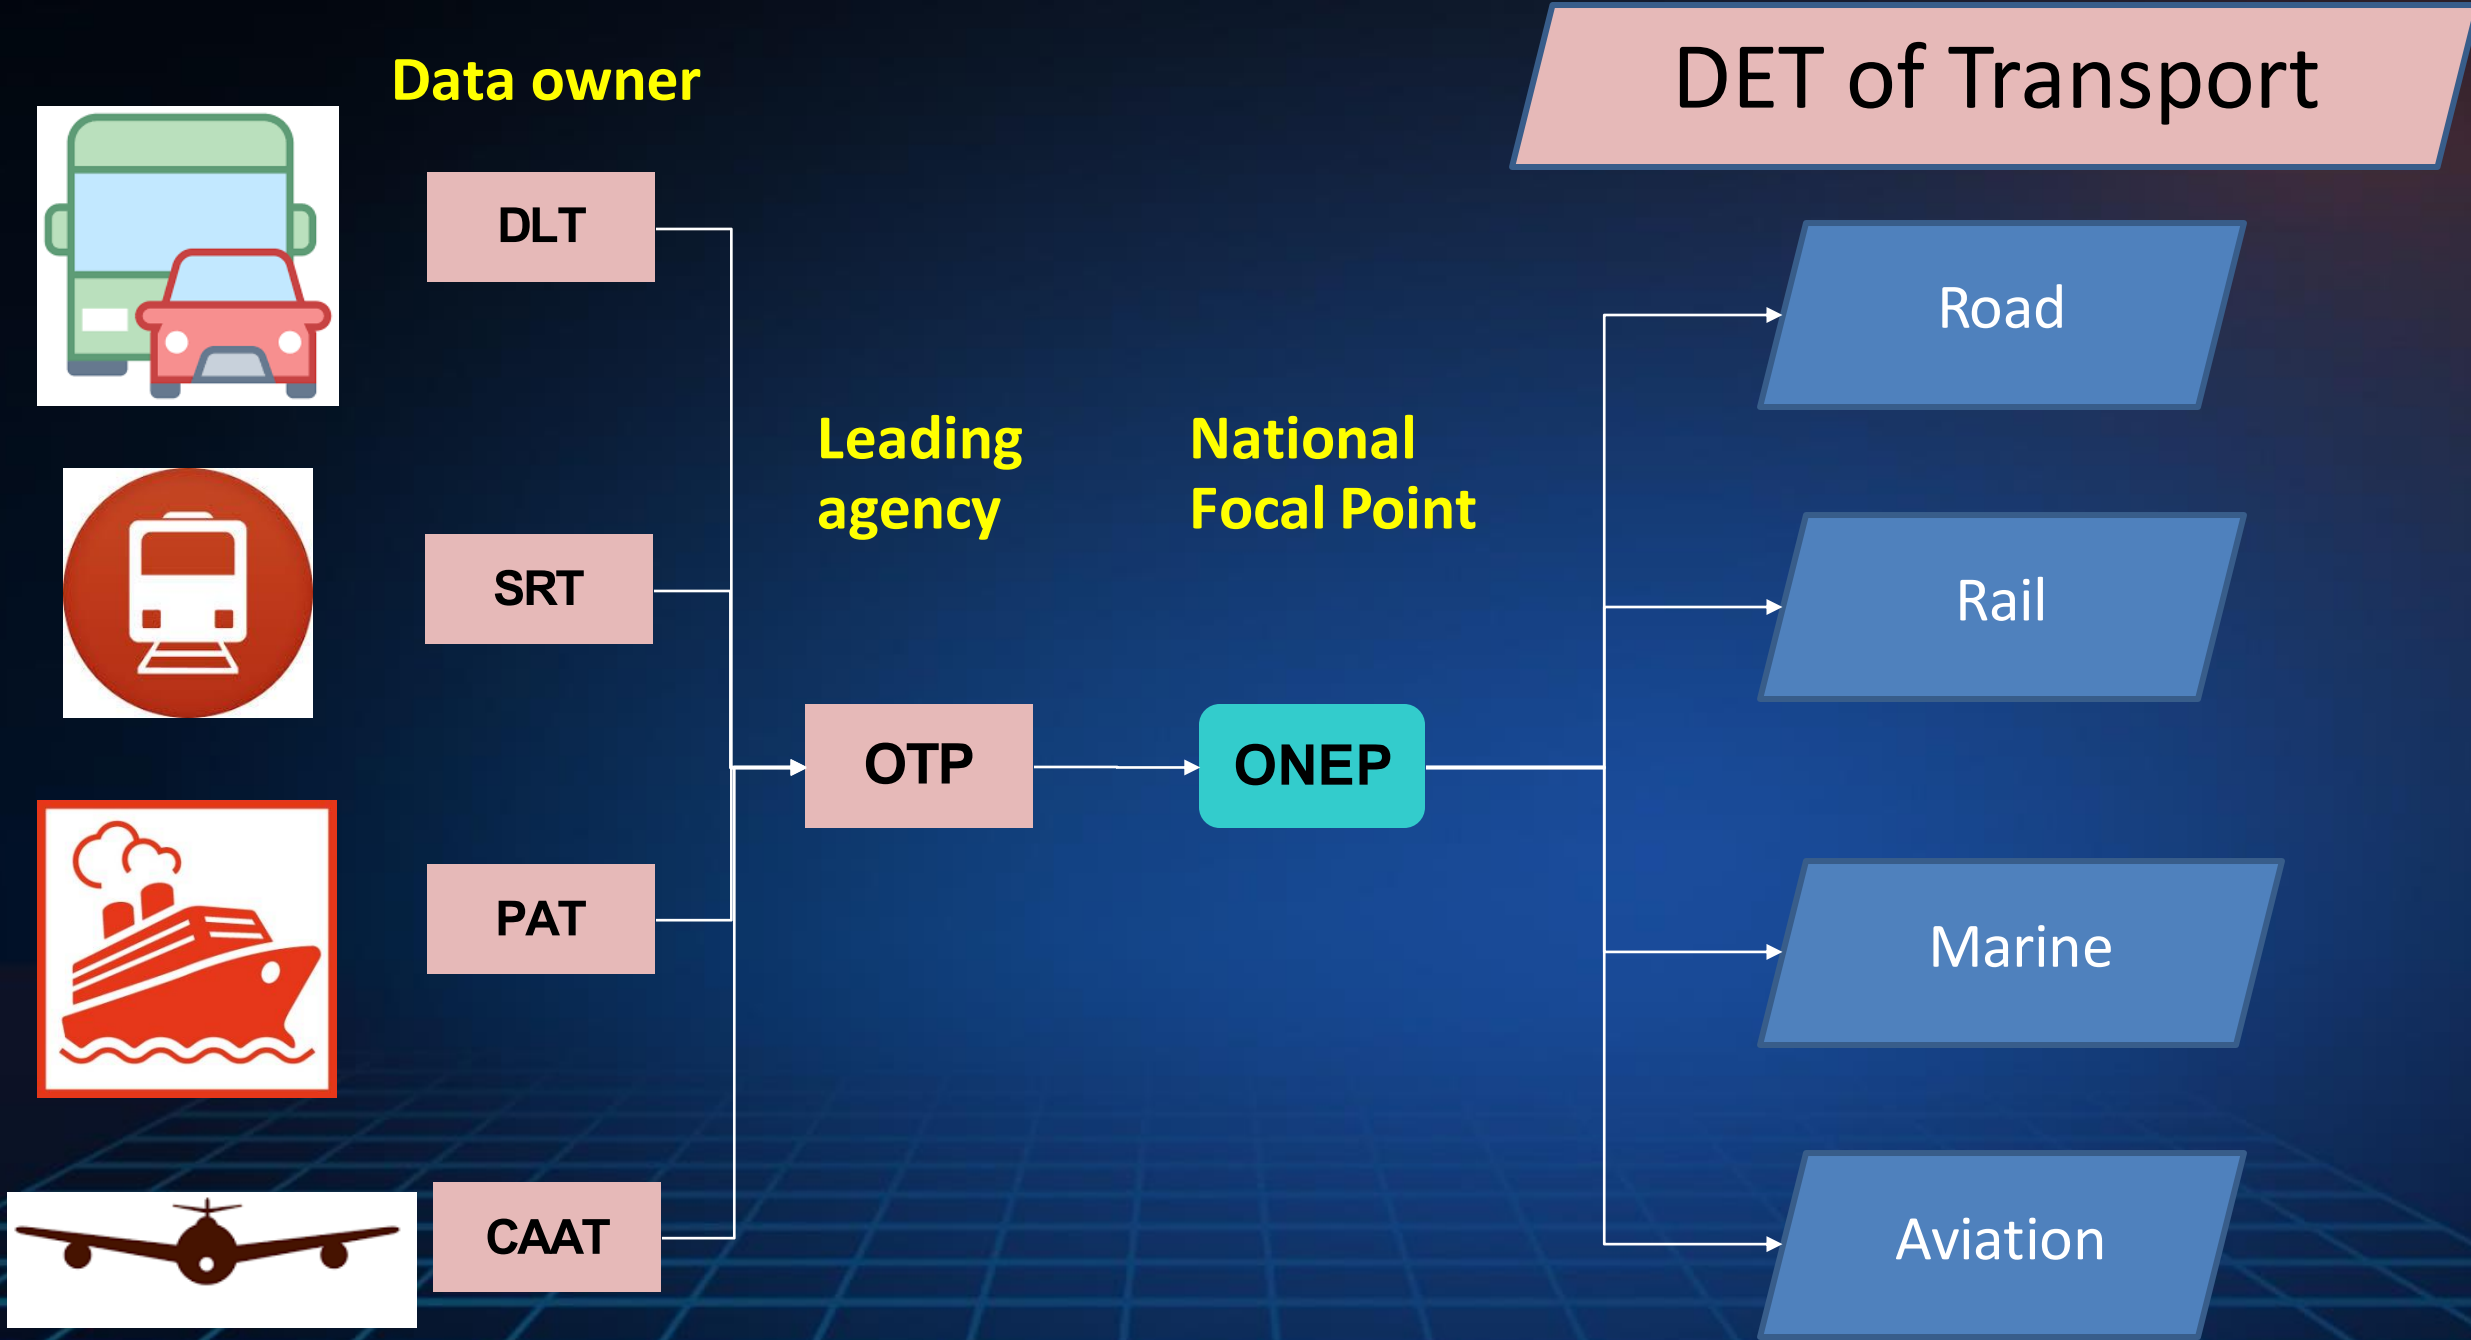 DET of Transport
Data owner
DLT
SRT
PAT
CAAT
Leading
agency
OTP
National
Focal Point
ONEP
Road
Rail
Marine
Aviation